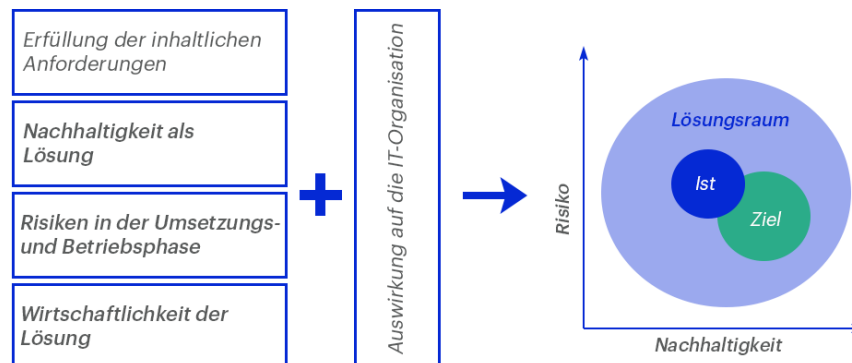 Erfüllung der inhaltlichen
Anforderungen
Nachhaltigkeit als
Lösung
Risiken in der Umsetzungs-
und Betriebsphase
Wirtschaftlichkeit der
Lösung
Auswirkung auf die IT-Organisation
Risiko
Lösungsraum
Ist
Ziel
Nachhaltigkeit